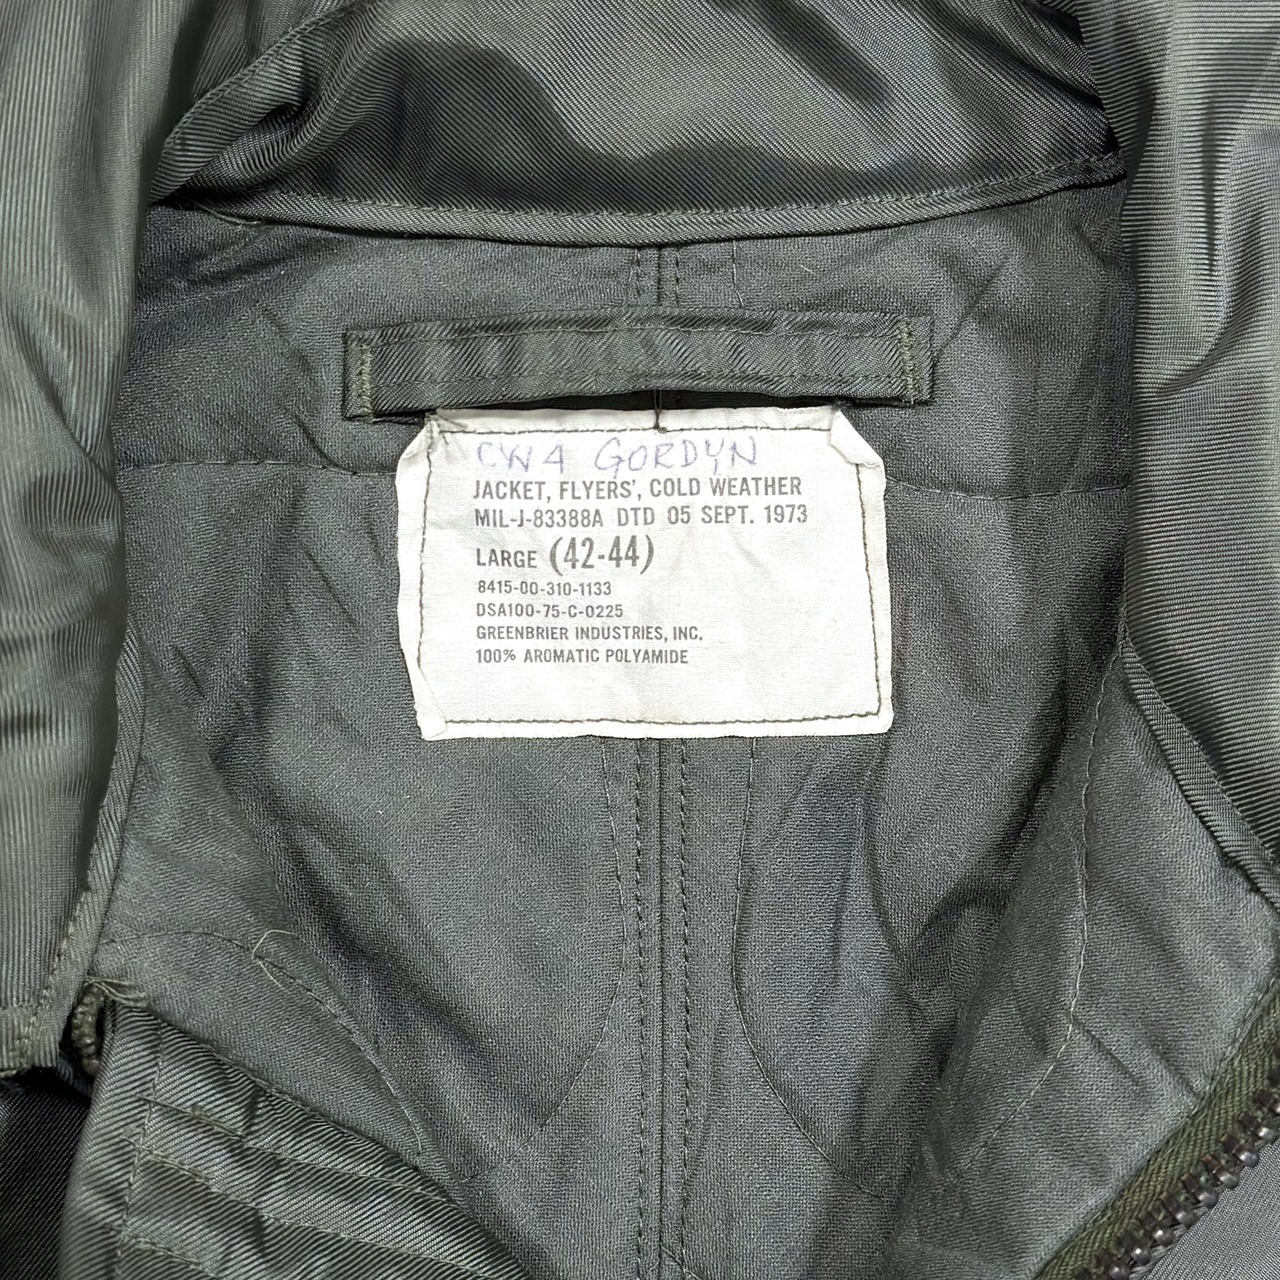 CW4 GORDYN
JACKET, FLYERS', COLD WEATHER
MIL-J-83388A DTD 05 SEPT. 1973
LARGE (42-44)
8415-00-310-1133
DSA100-75-C-0225
GREENBRIER INDUSTRIES, INC.
100% AROMATIC POLYAMIDE